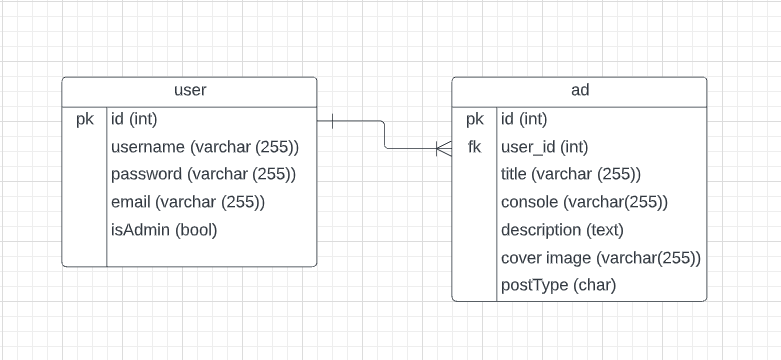 user
pk id (int)
username (varchar (255))
password (varchar (255))
email (varchar (255))
isAdmin (bool)
ad
pk id (int)
fk user_id (int)
title (varchar (255))
console (varchar(255))
description (text)
cover image (varchar(255))
postType (char)